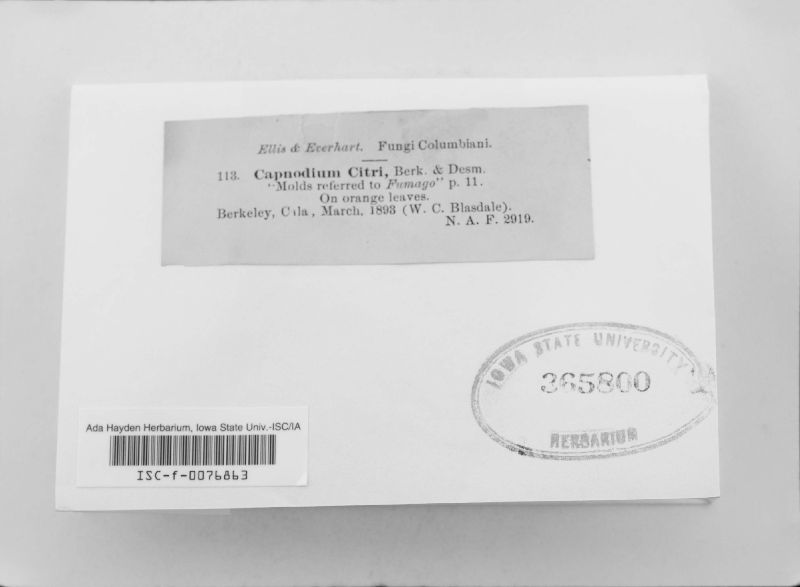 Ellis & Everhart. Fungi Columbiani.
113. Capnodium Citri, Berk. & Desm.
"Molds referred to Fumago" p. 11.
On orange leaves.
Berkeley, Cala, March, 1893 (W. C. Blasdale).
N. A. F. 2919.
IOWA STATE UNIVERSITY
365800
HERBARIUM
Ada Hayden Herbarium, Iowa State Univ.-ISC/IA
ISC-f-0076863